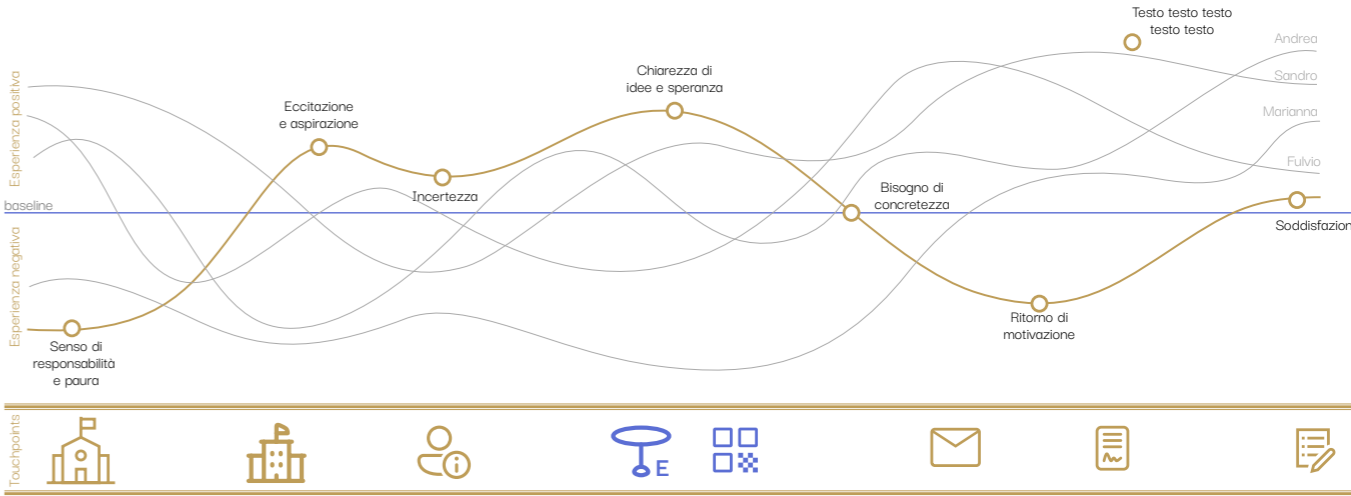 Testo testo testo
testo testo
Andrea
Sandro
Marianna
Fulvio
Esperienza positiva
Chiarezza di
idee e speranza
Eccitazione
e aspirazione
Incertezza
Bisogno di
concretezza
baseline
Soddisfazion
Esperienza negativa
Ritorno di
motivazione
Senso di
responsabilità
e paura
Touchpoints
E